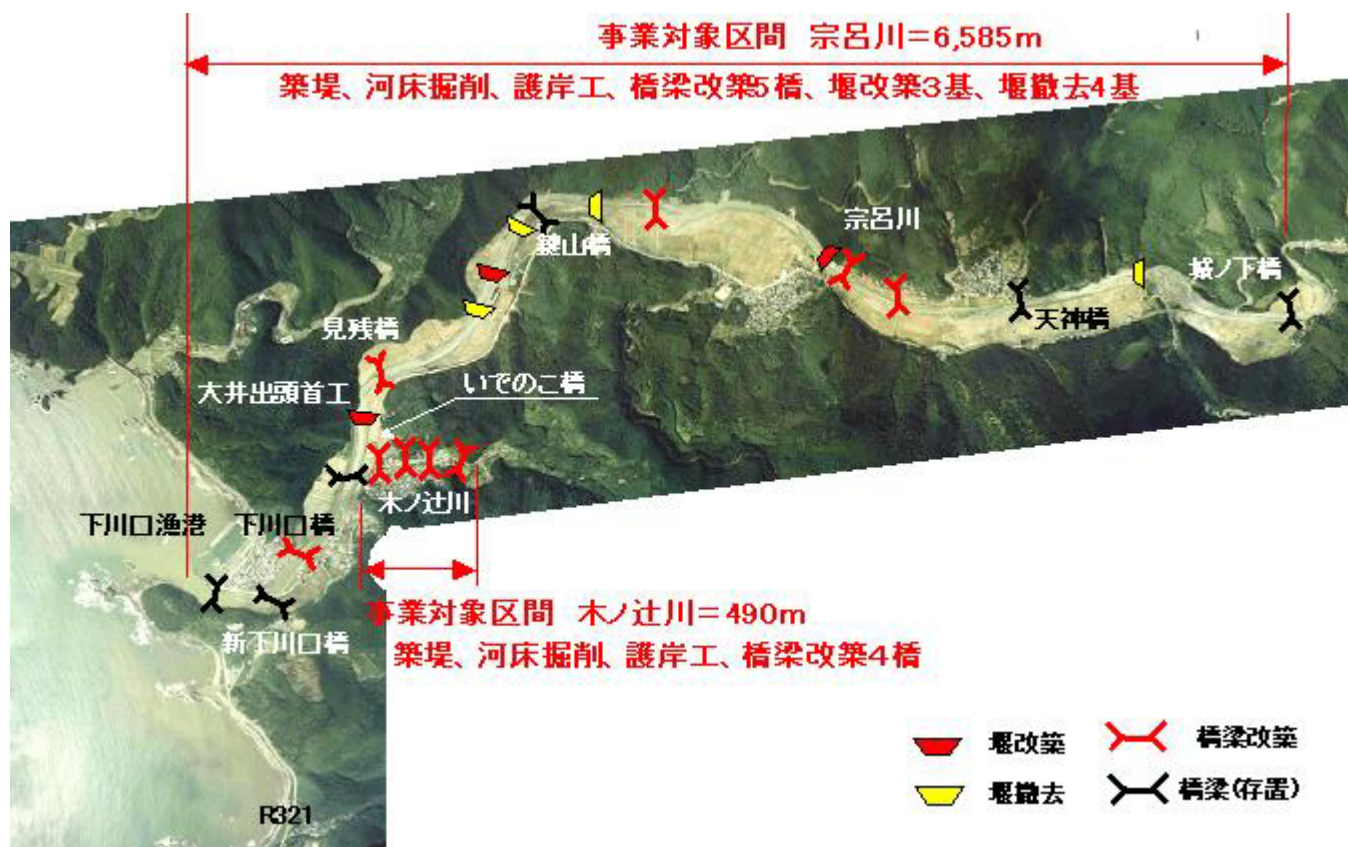 事業対象区間 宗呂川=6,585m
築堤、河床掘削、護岸工、橋梁改築5橋、堰改築3基、堰撤去4基
宗呂川
鍵山橋
城ノ下橋
天神橋
見残橋
いでのこ橋
大井出頭首工
木ノ辻川
下川口漁港 下川口橋
事業対象区間 木ノ辻川=490m
新下川口橋
築堤、河床掘削、護岸工、橋梁改築4橋
堰改築 橋梁改築
堰撤去 橋梁(存置)
R321